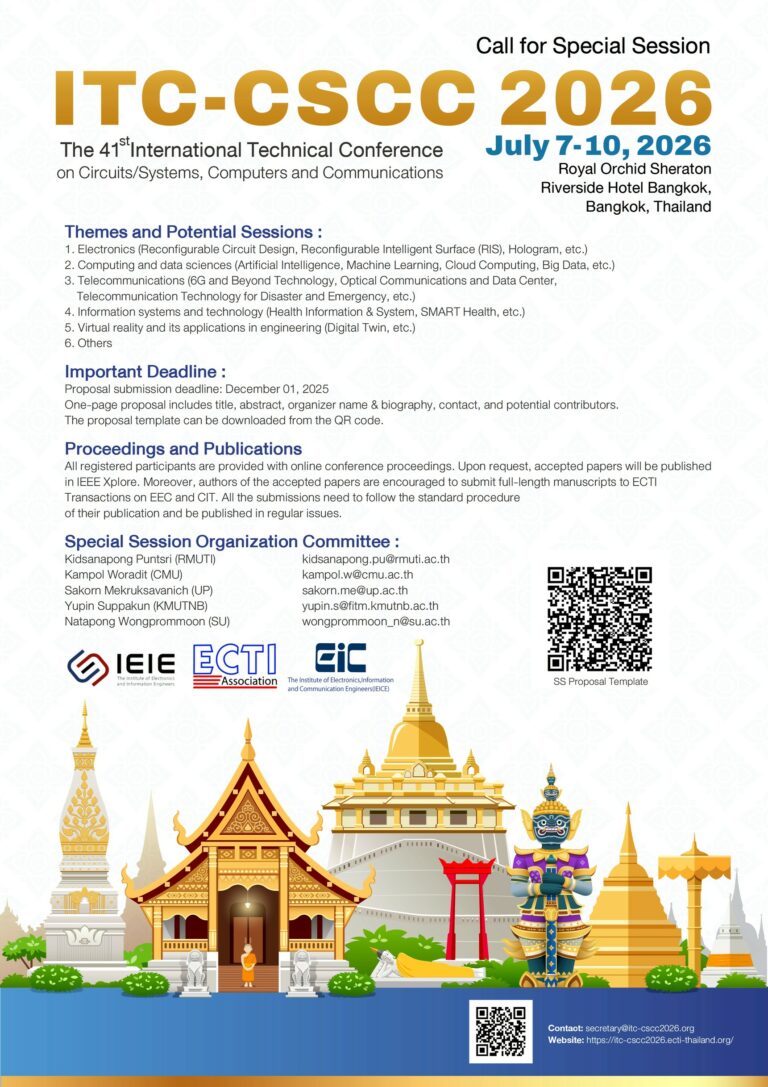 Call for Special Session
ITC-CSCC 2026
The 41st International Technical Conference
on Circuits/Systems, Computers and Communications
July 7-10, 2026
Royal Orchid Sheraton
Riverside Hotel Bangkok,
Bangkok, Thailand
Themes and Potential Sessions :
1. Electronics (Reconfigurable Circuit Design, Reconfigurable Intelligent Surface (RIS), Hologram, etc.)
2. Computing and data sciences (Artificial Intelligence, Machine Learning, Cloud Computing, Big Data, etc.)
3. Telecommunications (6G and Beyond Technology, Optical Communications and Data Center,
Telecommunication Technology for Disaster and Emergency, etc.)
4. Information systems and technology (Health Information & System, SMART Health, etc.)
5. Virtual reality and its applications in engineering (Digital Twin, etc.)
6. Others
Important Deadline :
Proposal submission deadline: December 01, 2025
One-page proposal includes title, abstract, organizer name & biography, contact, and potential contributors.
The proposal template can be downloaded from the QR code.
Proceedings and Publications
All registered participants are provided with online conference proceedings. Upon request, accepted papers will be published
in IEEE Xplore. Moreover, authors of the accepted papers are encouraged to submit full-length manuscripts to ECTI
Transactions on EEC and CIT. All the submissions need to follow the standard procedure
of their publication and be published in regular issues.
Special Session Organization Committee :
Kidsanapong Puntsri (RMUTI) kidsanapong.pu@rmuti.ac.th
Kampol Woradit (CMU) kampol.w@cmu.ac.th
Sakorn Mekruksavanich (UP) sakorn.me@up.ac.th
Yupin Suppakun (KMUTNB) yupin.s@fitm.kmutnb.ac.th
Natapong Wongprommoon (SU) wongprommoon_n@su.ac.th
IEIE
The Institute of Electronics
and Information Engineers
ECTI
Association
EiC
The Institute of Electronics,Information
and Communication Engineers(IEICE)
SS Proposal Template
Contact: secretary@itc-cscc2026.org
Website: https://itc-cscc2026.ecti-thailand.org/